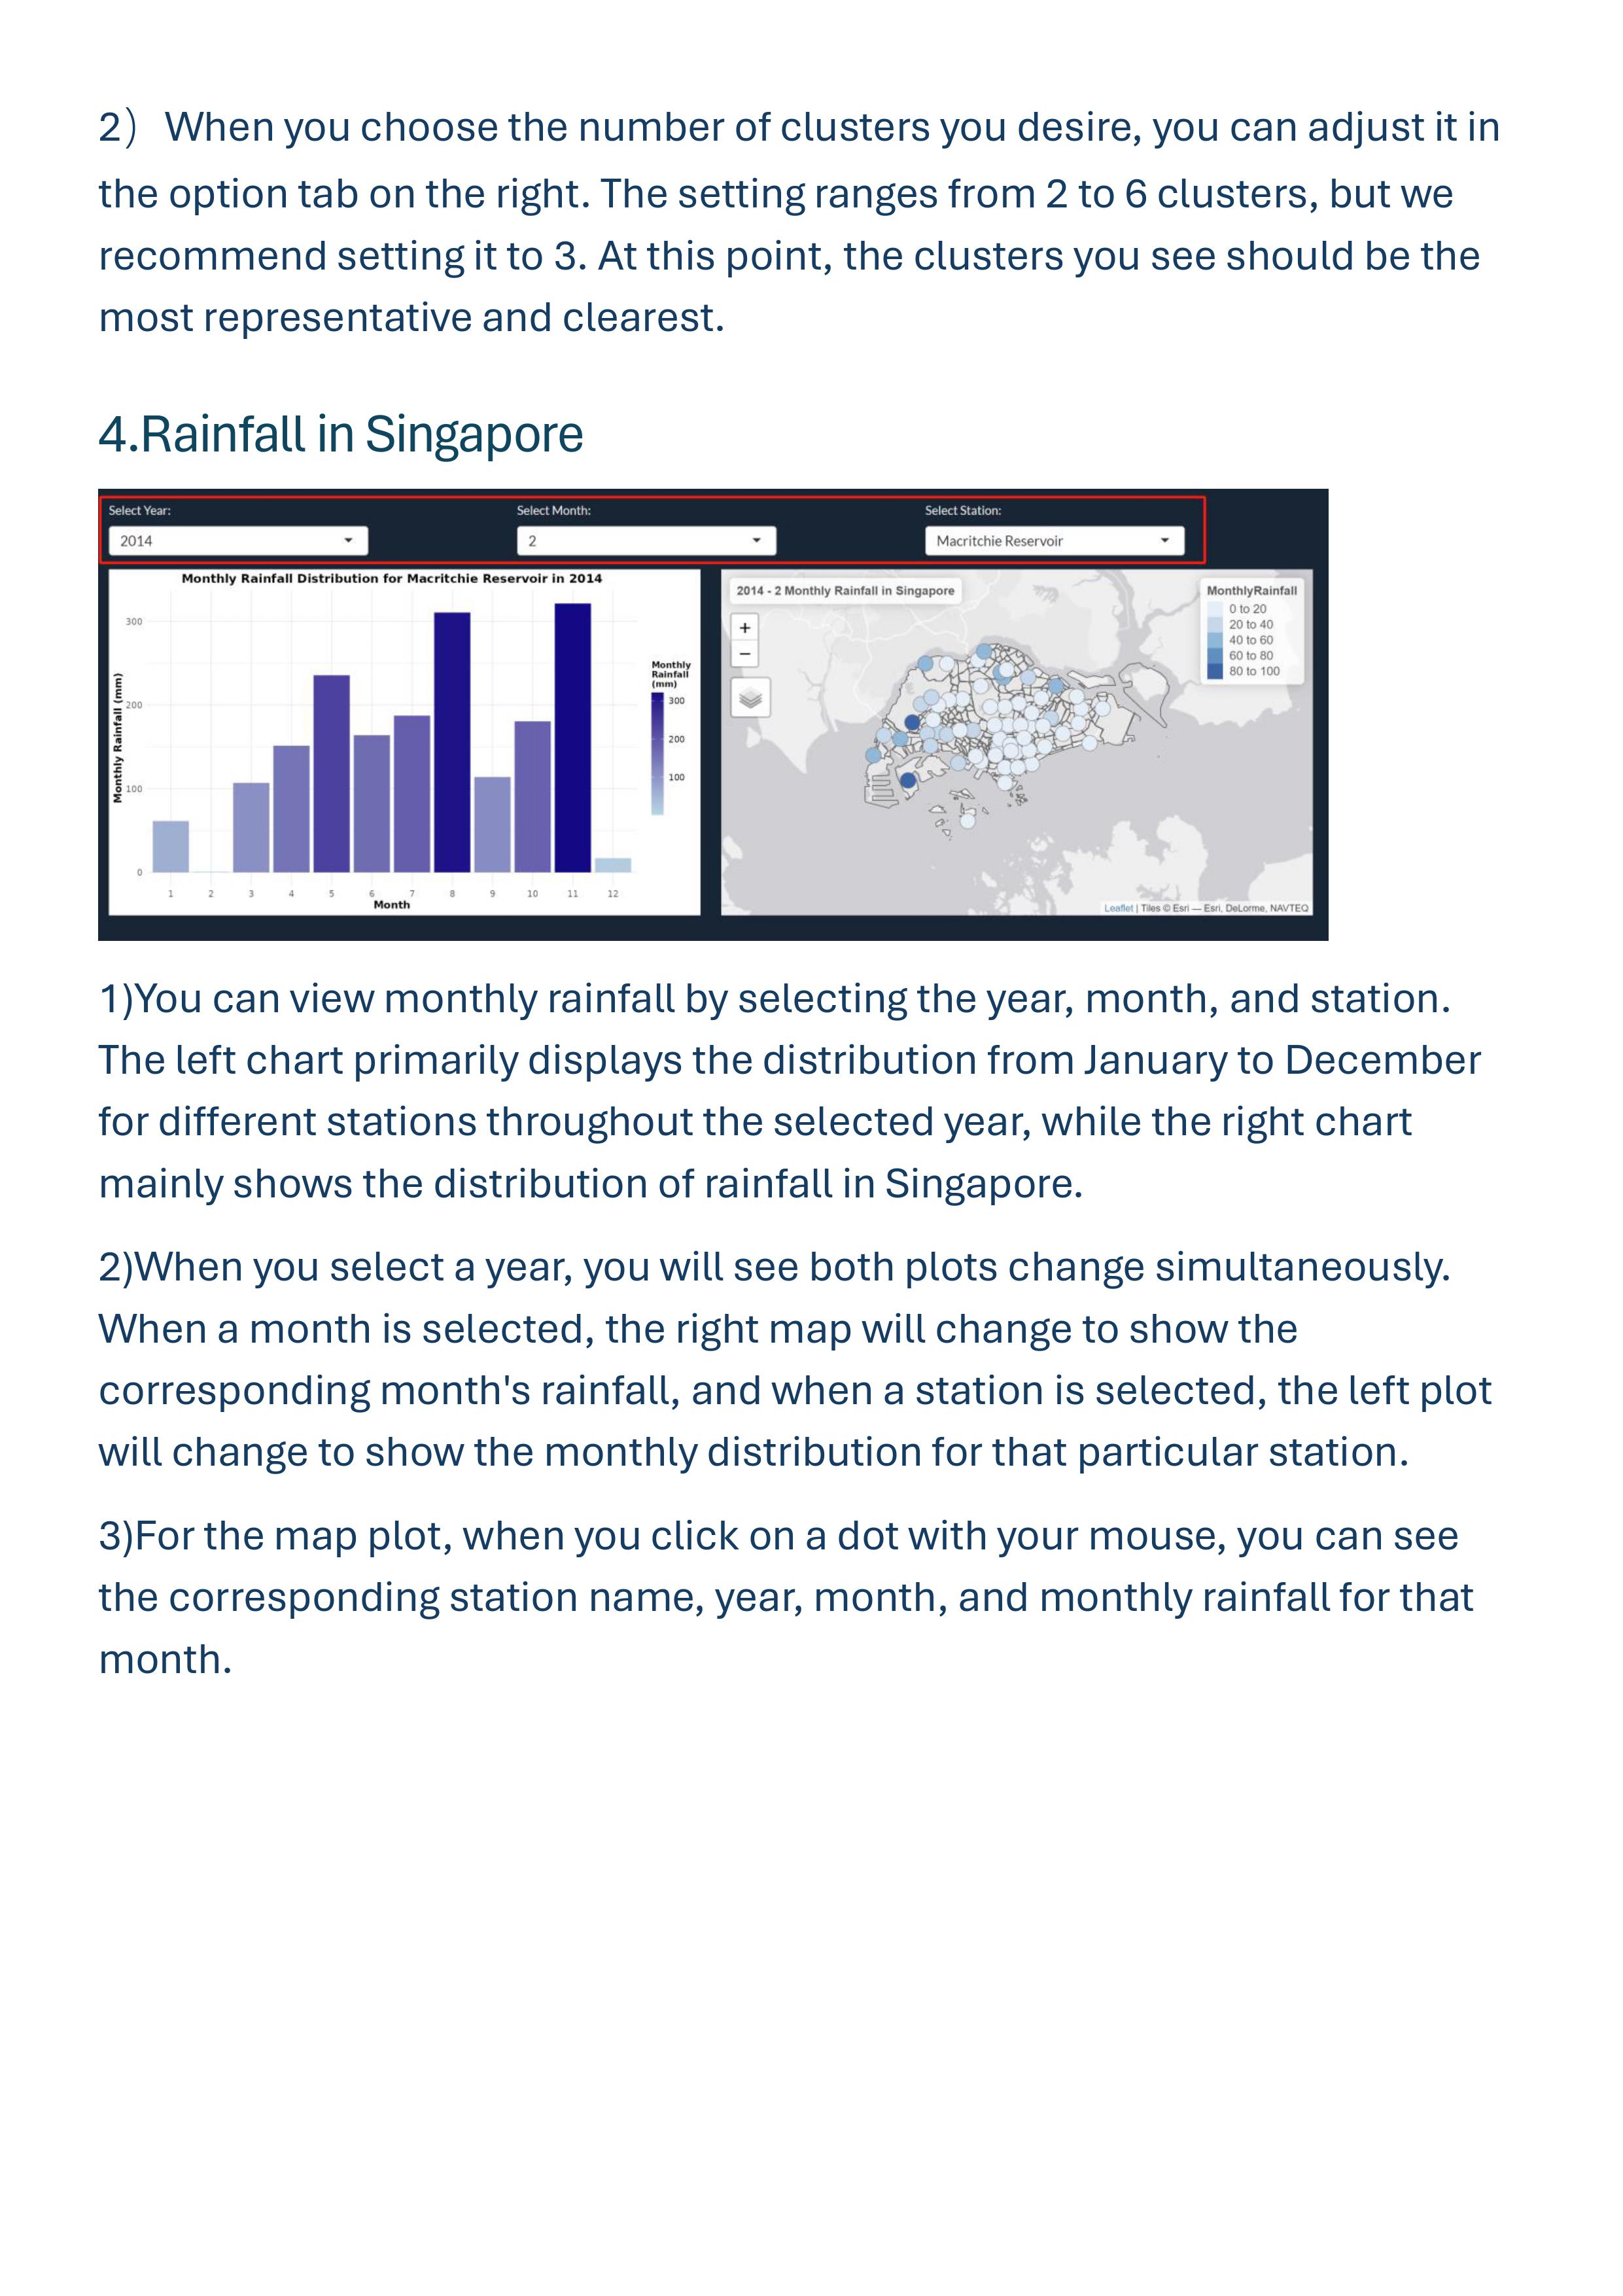 2） When you choose the number of clusters you desire, you can adjust it in
the option tab on the right. The setting ranges from 2 to 6 clusters, but we
recommend setting it to 3. At this point, the clusters you see should be the
most representative and clearest.
4.Rainfall in Singapore
Select Year:
2014
Select Month:
2
Select Station:
Macritchie Reservoir
Monthly Rainfall Distribution for Macritchie Reservoir in 2014
Monthly Rainfall (mm)
300
200
100
0
1 2 3 4 5 6 7 8 9 10 11 12
Month
Monthly
Rainfall
(mm)
300
200
100
2014 - 2 Monthly Rainfall in Singapore
+
−
MonthlyRainfall
0 to 20
20 to 40
40 to 60
60 to 80
80 to 100
Leaflet | Tiles © Esri — Esri, DeLorme, NAVTEQ
1)You can view monthly rainfall by selecting the year, month, and station.
The left chart primarily displays the distribution from January to December
for different stations throughout the selected year, while the right chart
mainly shows the distribution of rainfall in Singapore.
2)When you select a year, you will see both plots change simultaneously.
When a month is selected, the right map will change to show the
corresponding month's rainfall, and when a station is selected, the left plot
will change to show the monthly distribution for that particular station.
3)For the map plot, when you click on a dot with your mouse, you can see
the corresponding station name, year, month, and monthly rainfall for that
month.